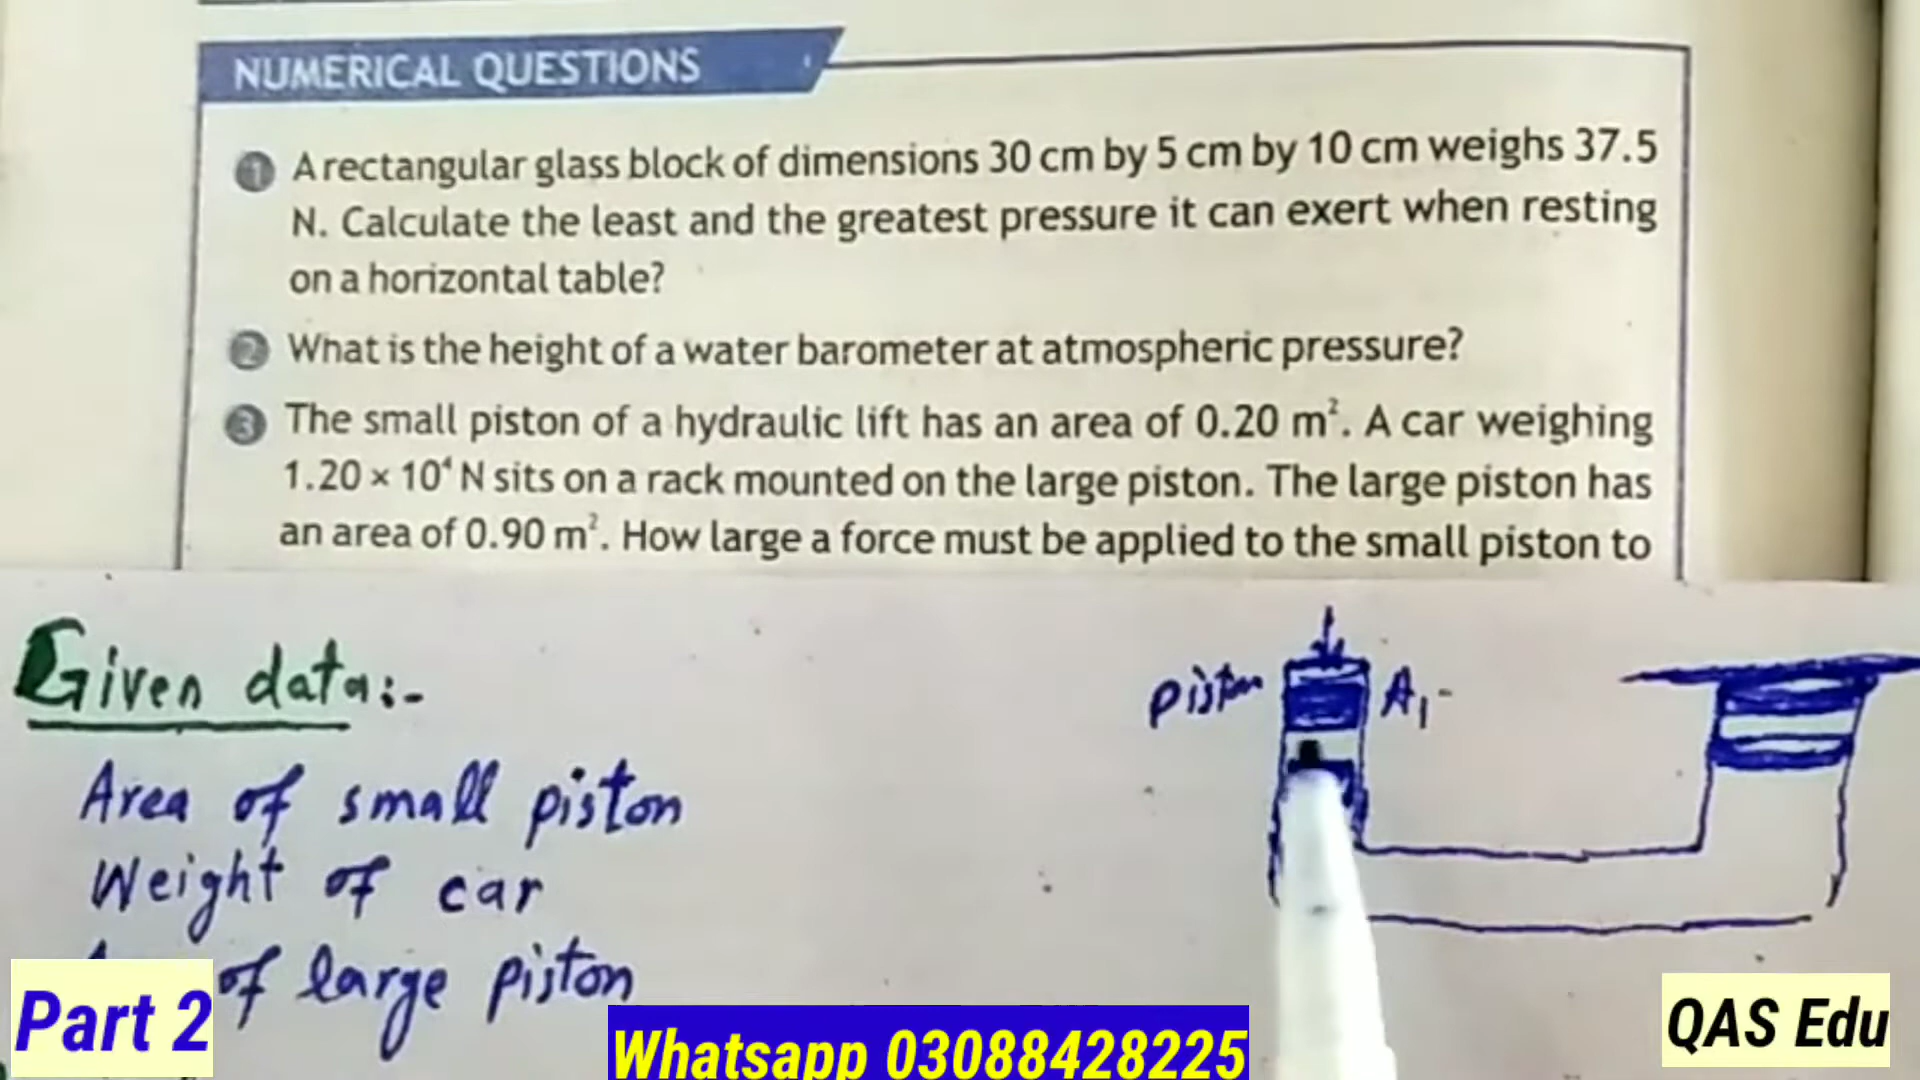 NUMERICAL QUESTIONS
1 A rectangular glass block of dimensions 30 cm by 5 cm by 10 cm weighs 37.5
N. Calculate the least and the greatest pressure it can exert when resting
on a horizontal table?
2 What is the height of a water barometer at atmospheric pressure?
3 The small piston of a hydraulic lift has an area of 0.20 m². A car weighing
1.20 × 10⁴ N sits on a rack mounted on the large piston. The large piston has
an area of 0.90 m². How large a force must be applied to the small piston to
Given data:-
Piston A₁-
Area of small piston
Weight of car
of large piston
Part 2
Whatsapp 03088428225
QAS Edu